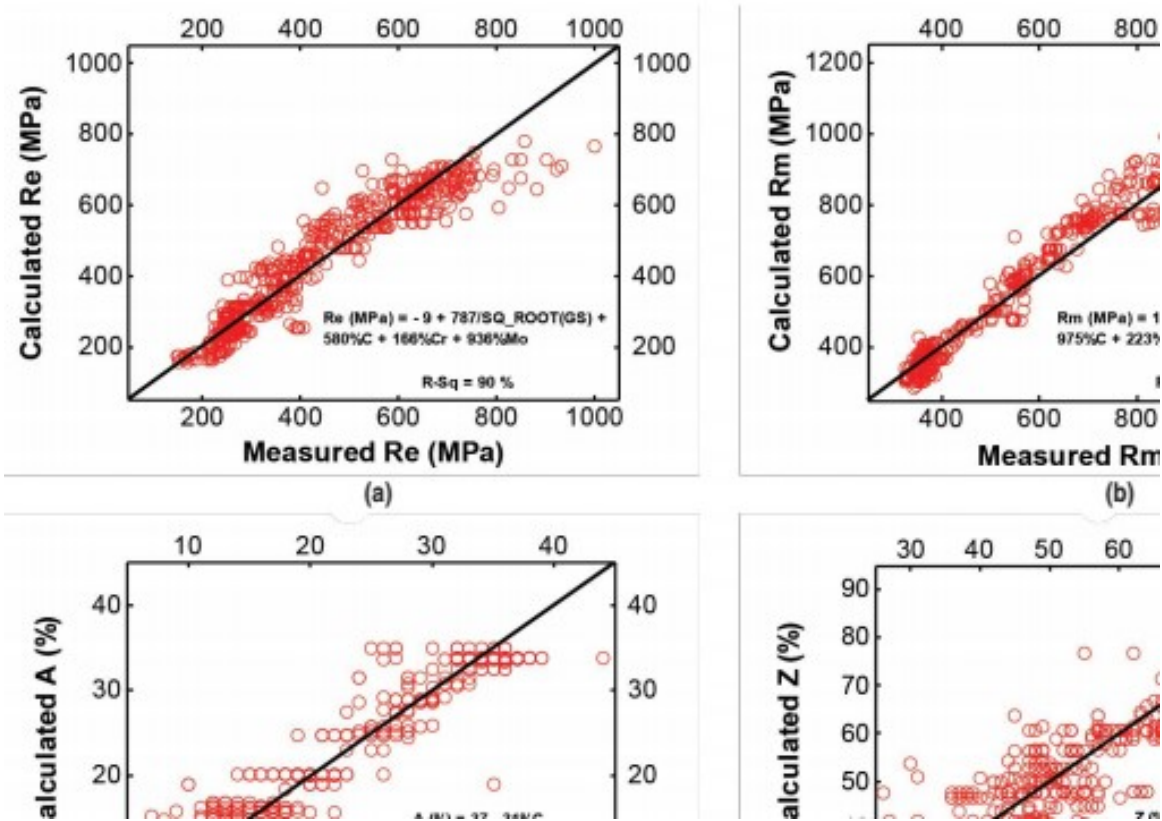 200 400 600 800 1000
1000 1000
800 800
600 600
400 400
200 200
Calculated Re (MPa)
Re (MPa) = - 9 + 787/SQ_ROOT(GS) +
580%C + 166%Cr + 936%Mo
R-Sq = 90 %
200 400 600 800 1000
Measured Re (MPa)
(a)
400 600 800
1200
1000
800
600
400
Calculated Rm (MPa)
Rm (MPa) = 1
975%C + 223%
400 600 800
Measured Rm
(b)
10 20 30 40
40 40
30 30
20 20
alculated A (%)
30 40 50 60
90
80
70
60
50
alculated Z (%)